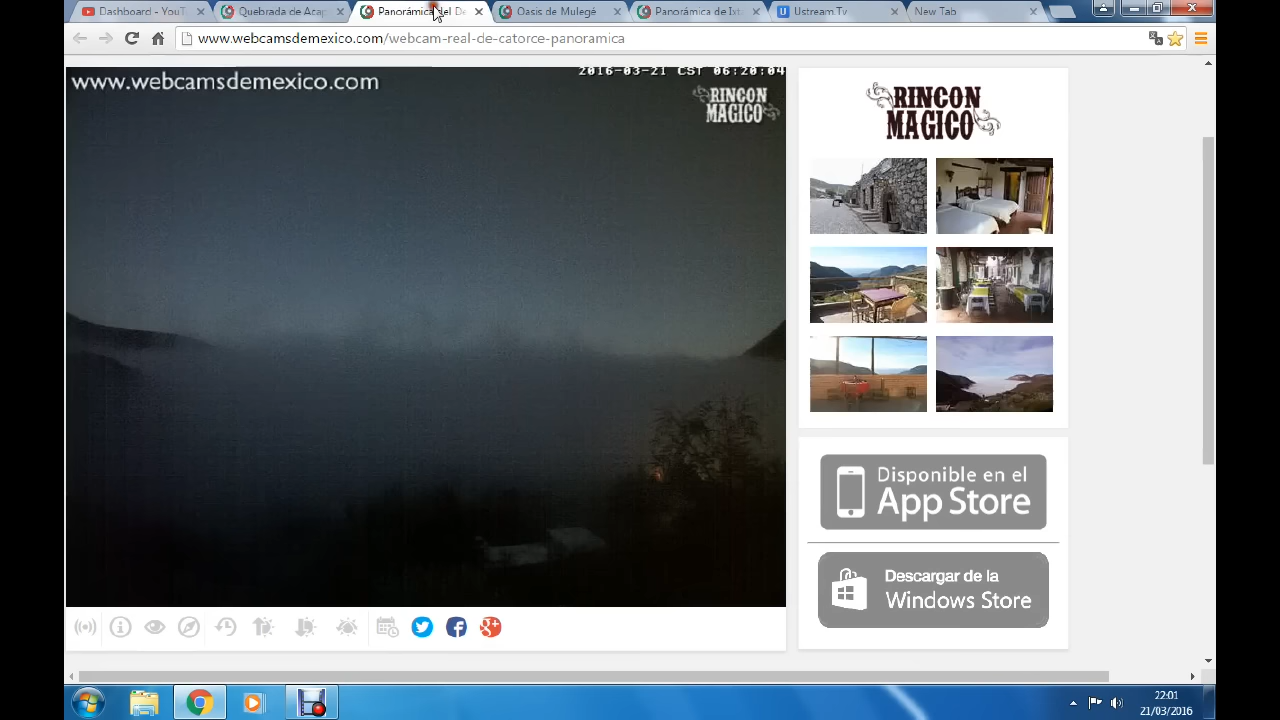 Dashboard - YouT
Quebrada de Acap
Panorámica del De
Oasis de Mulegé
Panorámica de Ixta
Ustream.Tv
New Tab
www.webcamsdemexico.com/webcam-real-de-catorce-panoramica
www.webcamsdemexico.com
2016-03-21 CST 06:20:04
RINCON
MAGICO
RINCON
MAGICO
Disponible en el
App Store
Descargar de la
Windows Store
22:01
21/03/2016